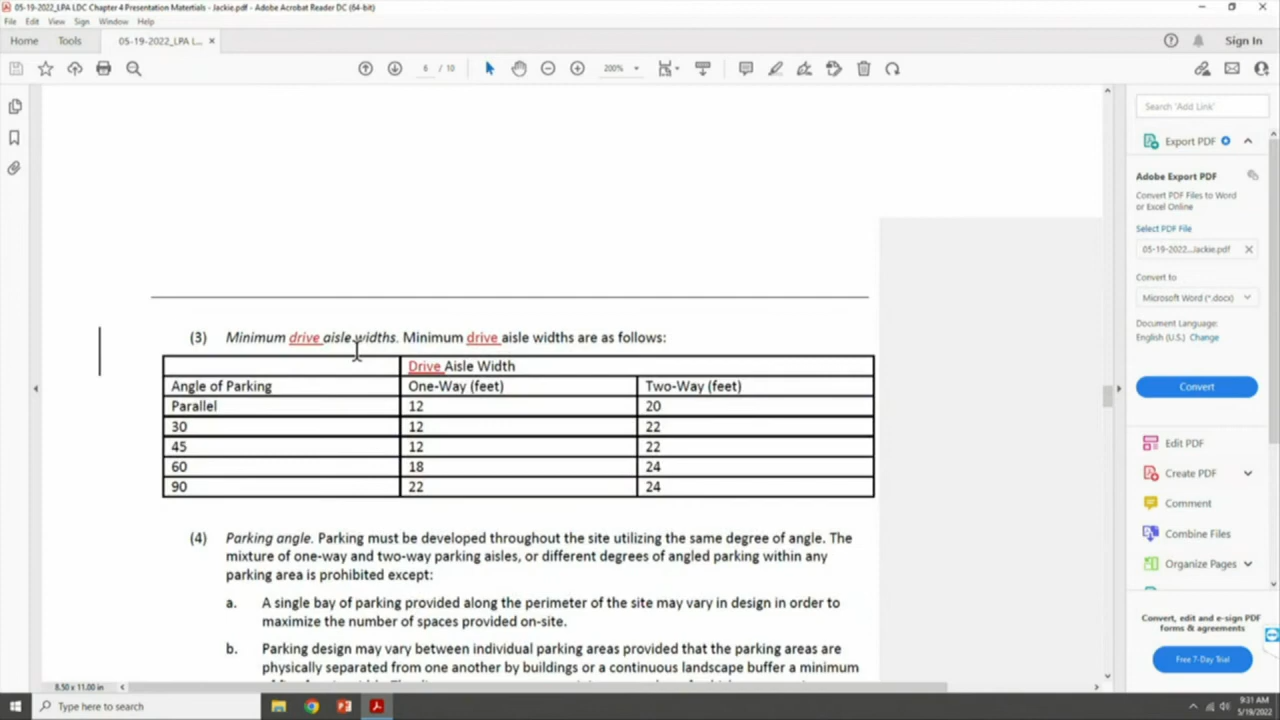 05-19-2022_LPA LDC Chapter 4 Presentation Matertials - Jackie.pdf - Adobe Acrobat Reader DC (64-bit)
File Edit View Sign Window Help
Home Tools 05-19-2022_LPA L... × Sign In
6 / 10 200%
Search 'Add Link'
Export PDF
Adobe Export PDF
Convert PDF Files to Word
or Excel Online
Select PDF File
05-19-2022...Jackie.pdf ×
Convert to
Microsoft Word (*.docx)
Document Language:
English (U.S.) Change
Convert
Edit PDF
Create PDF
Comment
Combine Files
Organize Pages
Convert, edit and e-sign PDF
forms & agreements
Free 7-Day Trial
(3) Minimum drive aisle widths. Minimum drive aisle widths are as follows:
Drive Aisle Width
Angle of Parking One-Way (feet) Two-Way (feet)
Parallel 12 20
30 12 22
45 12 22
60 18 24
90 22 24
(4) Parking angle. Parking must be developed throughout the site utilizing the same degree of angle. The
mixture of one-way and two-way parking aisles, or different degrees of angled parking within any
parking area is prohibited except:
a. A single bay of parking provided along the perimeter of the site may vary in design in order to
maximize the number of spaces provided on-site.
b. Parking design may vary between individual parking areas provided that the parking areas are
physically separated from one another by buildings or a continuous landscape buffer a minimum
8.50 x 11.00 in
Type here to search
9:31 AM
5/19/2022